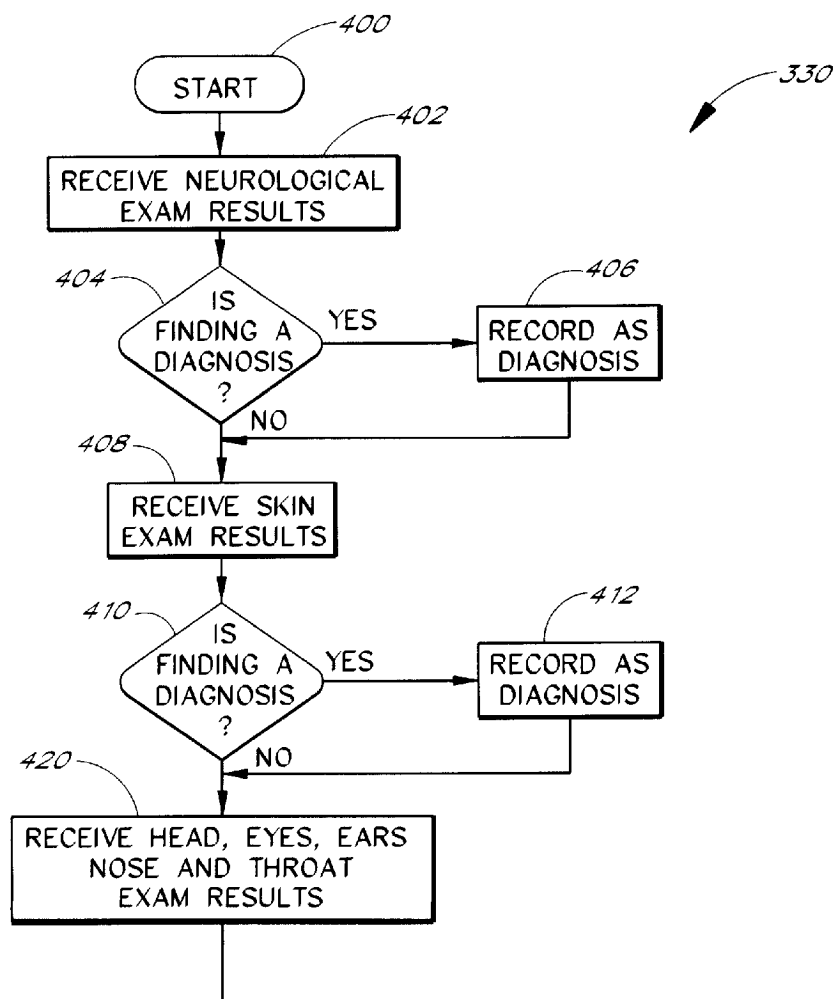 400
START
330
402
RECEIVE NEUROLOGICAL
EXAM RESULTS
404
IS
FINDING A
DIAGNOSIS
?
YES
406
RECORD AS
DIAGNOSIS
NO
408
RECEIVE SKIN
EXAM RESULTS
410
IS
FINDING A
DIAGNOSIS
?
YES
412
RECORD AS
DIAGNOSIS
NO
420
RECEIVE HEAD, EYES, EARS
NOSE AND THROAT
EXAM RESULTS